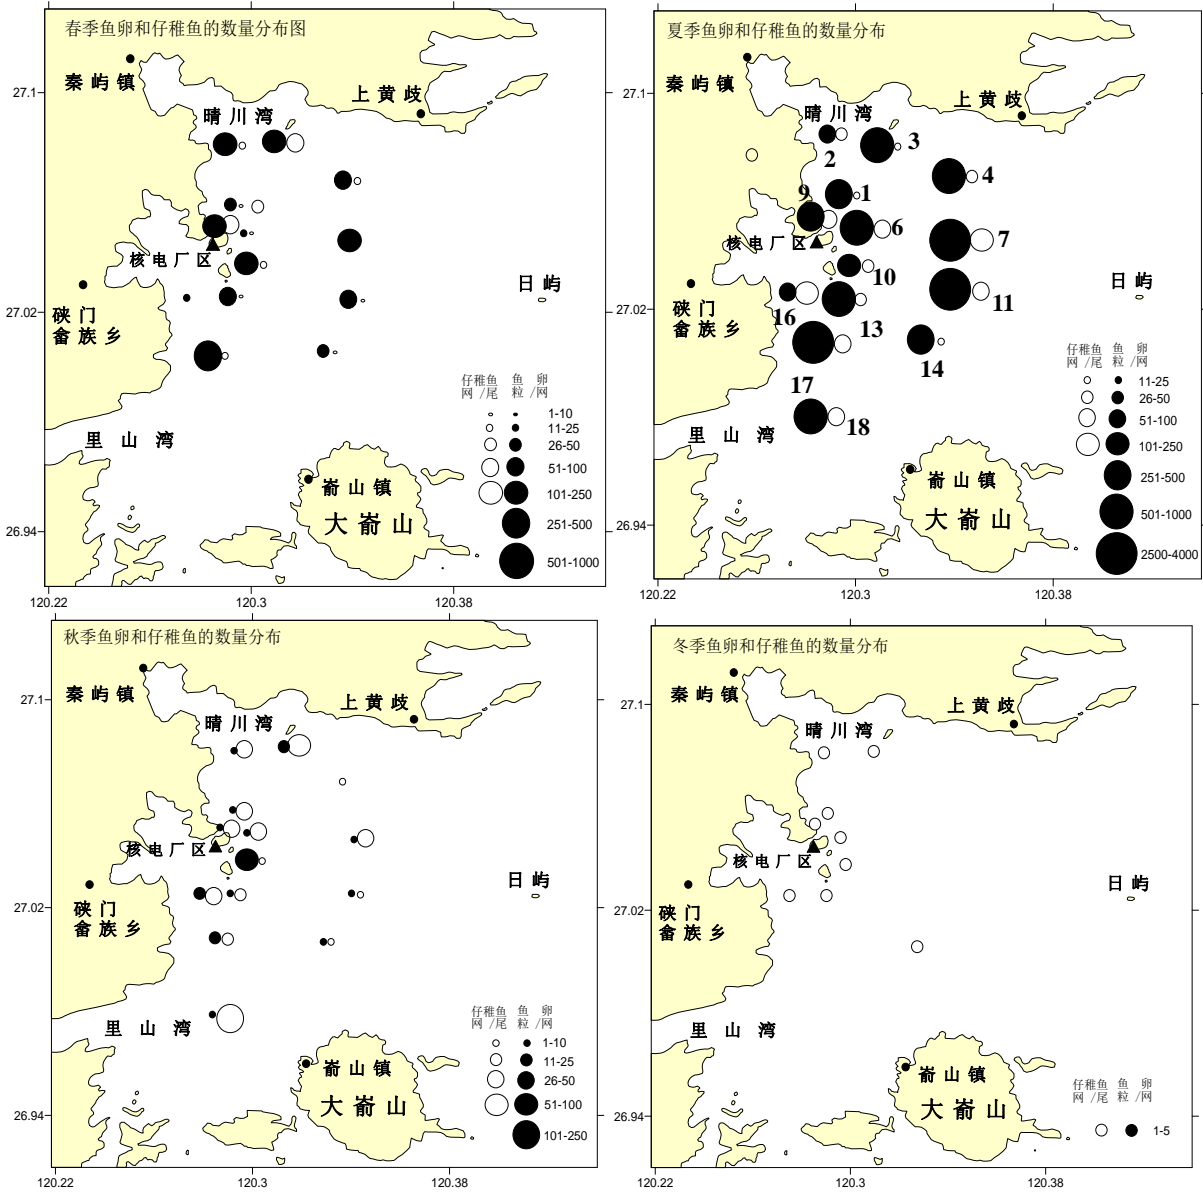 春季鱼卵和仔稚鱼的数量分布图
秦屿镇
上黄歧
晴川湾
核电厂区
日屿
硖门
畲族乡
里山湾
嵛山镇
大嵛山
27.1
27.02
26.94
120.22
120.3
120.38
仔稚鱼 鱼 卵
网 /尾 粒 /网
1-10
11-25
26-50
51-100
101-250
251-500
501-1000
夏季鱼卵和仔稚鱼的数量分布
秦屿镇
上黄歧
晴川湾
2
3
4
9
1
6
7
核电厂区
10
日屿
硖门
畲族乡
16
13
11
14
17
18
里山湾
嵛山镇
大嵛山
27.1
27.02
26.94
120.22
120.3
120.38
仔稚鱼 鱼 卵
网 /尾 粒 /网
11-25
26-50
51-100
101-250
251-500
501-1000
2500-4000
秋季鱼卵和仔稚鱼的数量分布
秦屿镇
上黄歧
晴川湾
核电厂区
日屿
硖门
畲族乡
里山湾
嵛山镇
大嵛山
27.1
27.02
26.94
120.22
120.3
120.38
仔稚鱼 鱼 卵
网 /尾 粒 /网
1-10
11-25
26-50
51-100
101-250
冬季鱼卵和仔稚鱼的数量分布
秦屿镇
上黄歧
晴川湾
核电厂区
日屿
硖门
畲族乡
里山湾
嵛山镇
大嵛山
27.1
27.02
26.94
120.22
120.3
120.38
仔稚鱼 鱼 卵
网 /尾 粒 /网
1-5